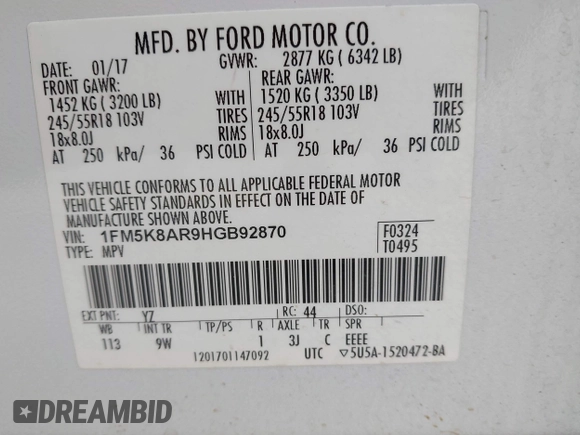 MFD. BY FORD MOTOR CO.
DATE: 01/17 GVWR: 2877 KG ( 6342 LB)
FRONT GAWR: REAR GAWR:
1452 KG ( 3200 LB) WITH 1520 KG ( 3350 LB) WITH
245/55R18 103V TIRES 245/55R18 103V TIRES
18x8.0J RIMS 18x8.0J RIMS
AT 250 kPa/ 36 PSI COLD AT 250 kPa/ 36 PSI COLD
THIS VEHICLE CONFORMS TO ALL APPLICABLE FEDERAL MOTOR
VEHICLE SAFETY STANDARDS IN EFFECT ON THE DATE OF
MANUFACTURE SHOWN ABOVE.
VIN: 1FM5K8AR9HGB92870 F0324
TYPE: MPV T0495
EXT PNT: YZ RC: 44 DSO:
WB INT TR TP/PS R AXLE TR SPR
113 9W 1 3J C EEEE
1201701147092 UTC ▽5U5A-1520472-BA
DREAMBID